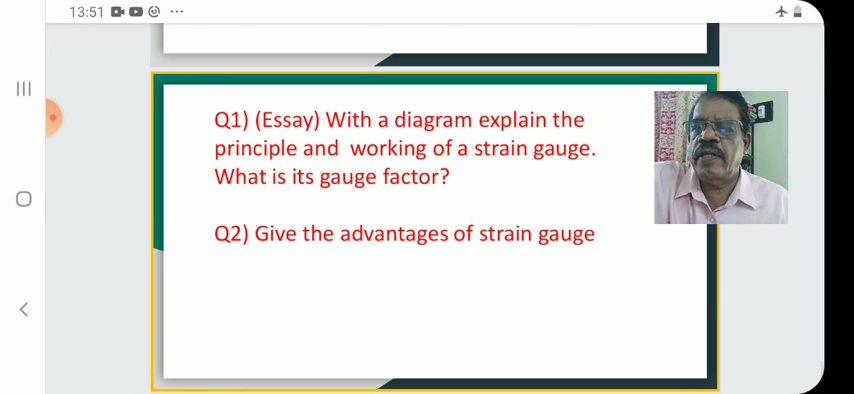 13:51
Q1) (Essay) With a diagram explain the
principle and working of a strain gauge.
What is its gauge factor?
Q2) Give the advantages of strain gauge